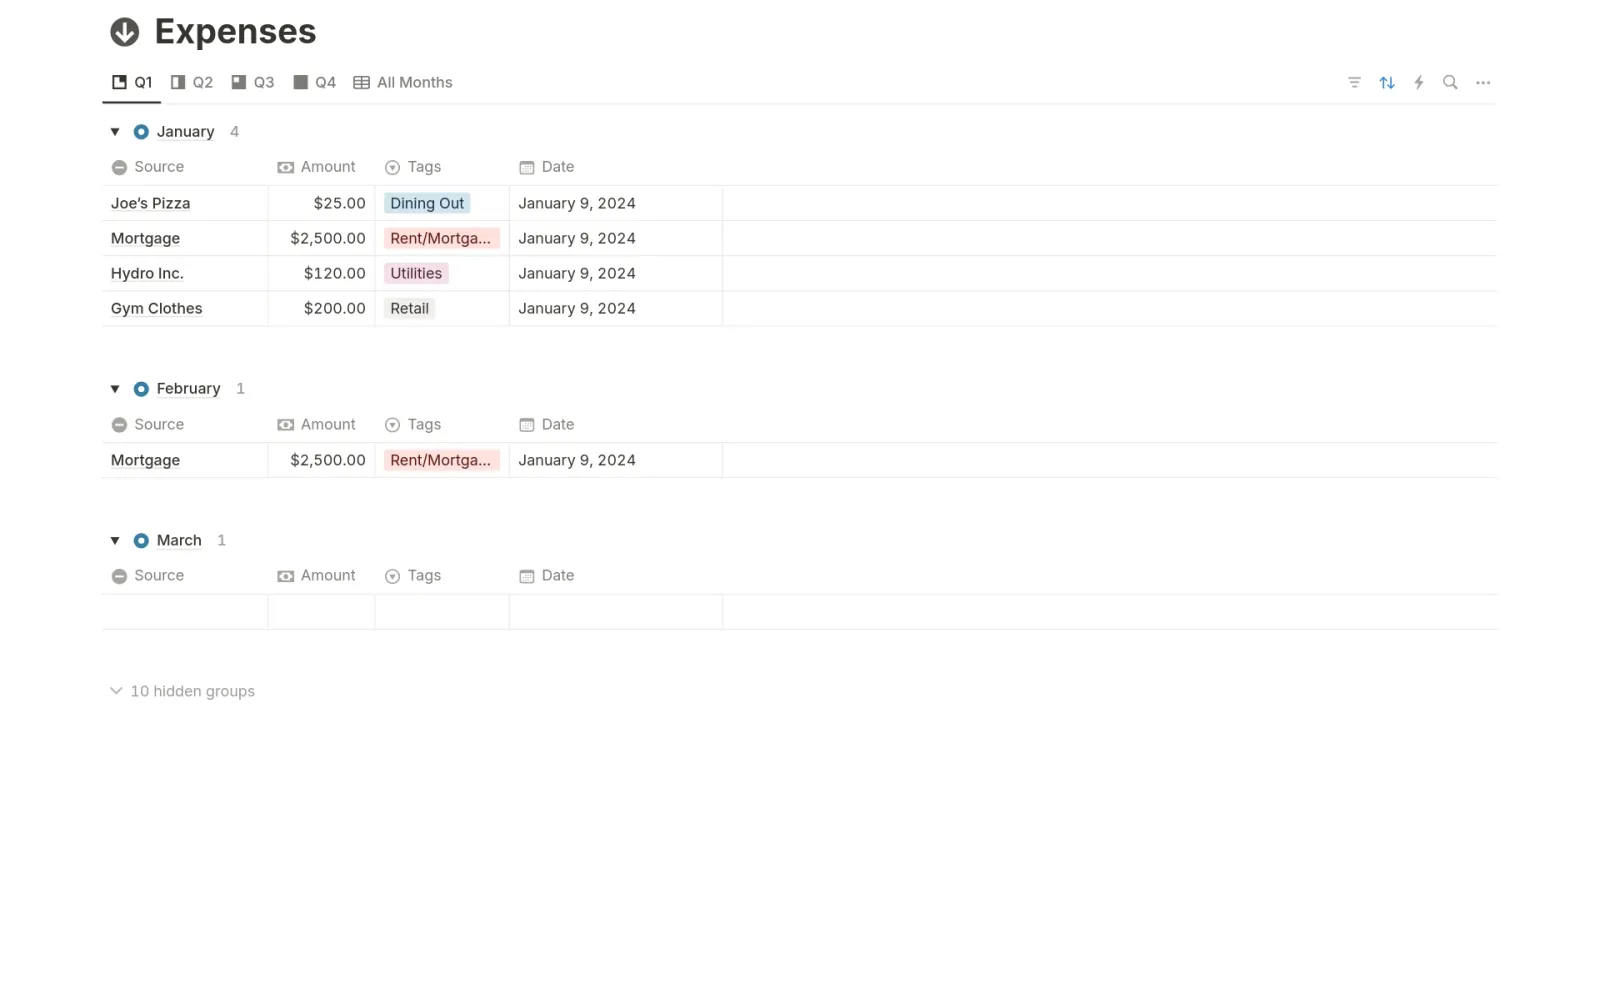 Expenses
Q1 Q2 Q3 Q4 All Months
January 4
Source Amount Tags Date
Joe’s Pizza $25.00 Dining Out January 9, 2024
Mortgage $2,500.00 Rent/Mortga... January 9, 2024
Hydro Inc. $120.00 Utilities January 9, 2024
Gym Clothes $200.00 Retail January 9, 2024
February 1
Source Amount Tags Date
Mortgage $2,500.00 Rent/Mortga... January 9, 2024
March 1
Source Amount Tags Date
10 hidden groups